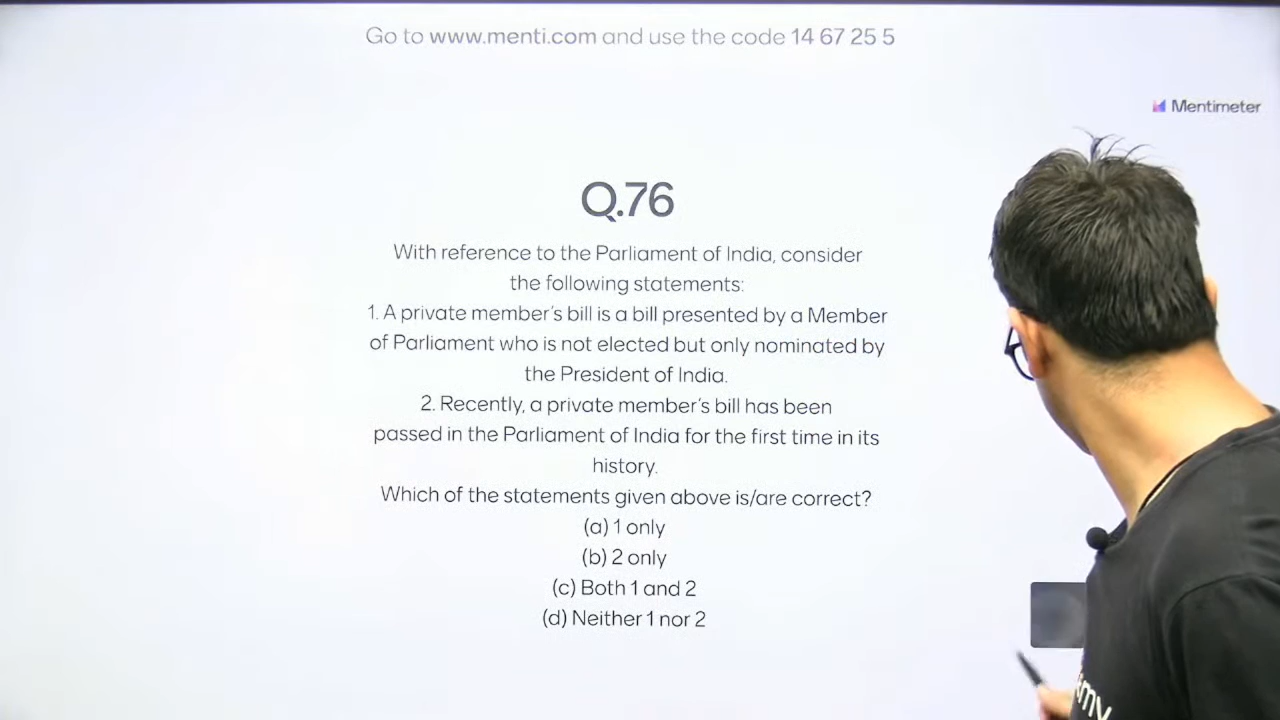 Go to www.menti.com and use the code 14 67 25 5
Mentimeter
Q.76
With reference to the Parliament of India, consider
the following statements:
1. A private member's bill is a bill presented by a Member
of Parliament who is not elected but only nominated by
the President of India.
2. Recently, a private member's bill has been
passed in the Parliament of India for the first time in its
history.
Which of the statements given above is/are correct?
(a) 1 only
(b) 2 only
(c) Both 1 and 2
(d) Neither 1 nor 2